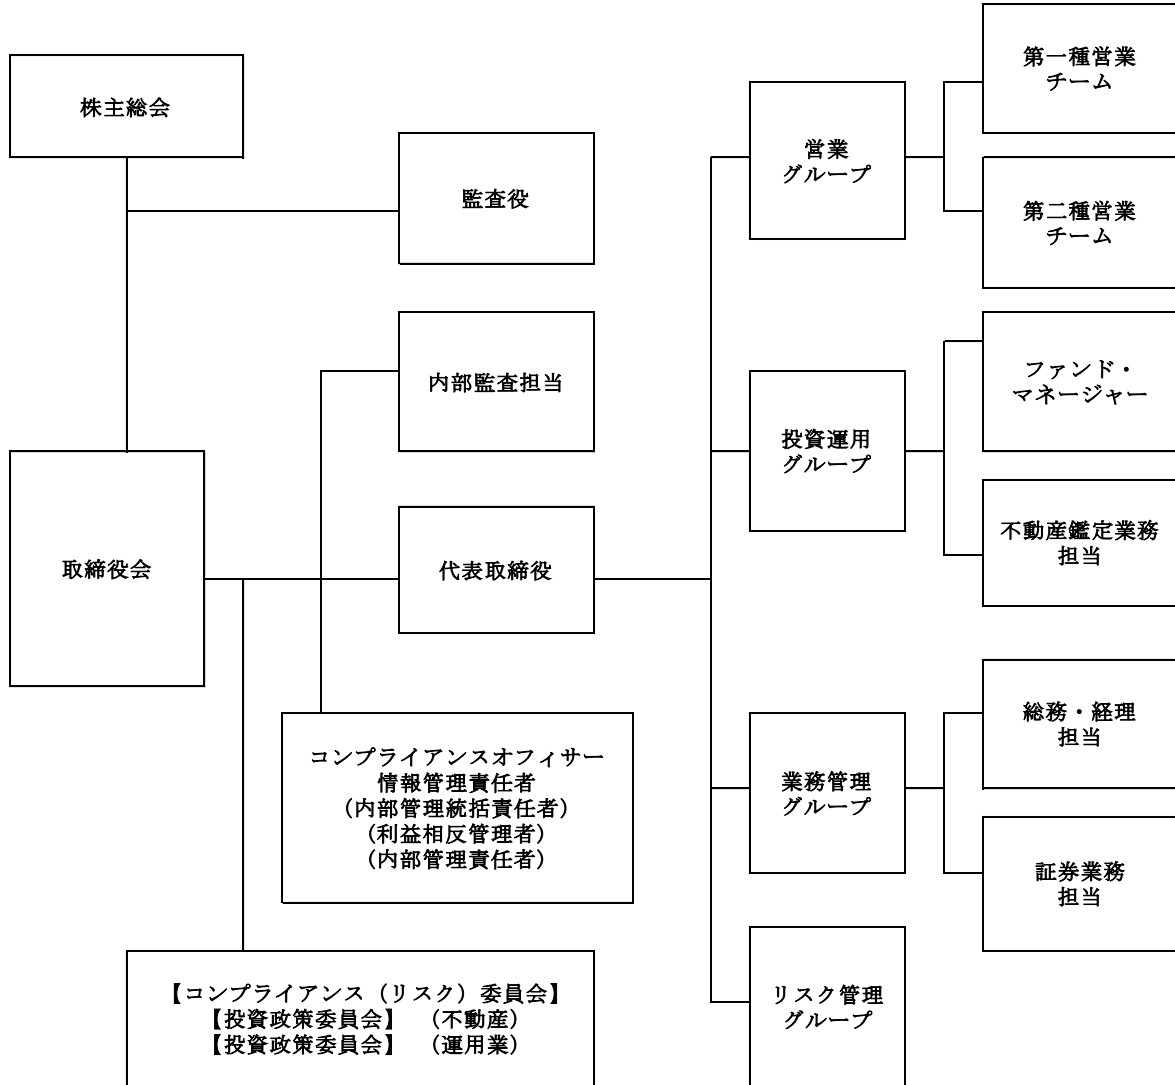 株主総会
監査役
内部監査担当
取締役会
代表取締役
コンプライアンスオフィサー
情報管理責任者
（内部管理統括責任者）
（利益相反管理者）
（内部管理責任者）
【コンプライアンス（リスク）委員会】
【投資政策委員会】　（不動産）
【投資政策委員会】　（運用業）
営業
グループ
第一種営業
チーム
第二種営業
チーム
投資運用
グループ
ファンド・
マネージャー
不動産鑑定業務
担当
業務管理
グループ
総務・経理
担当
証券業務
担当
リスク管理
グループ